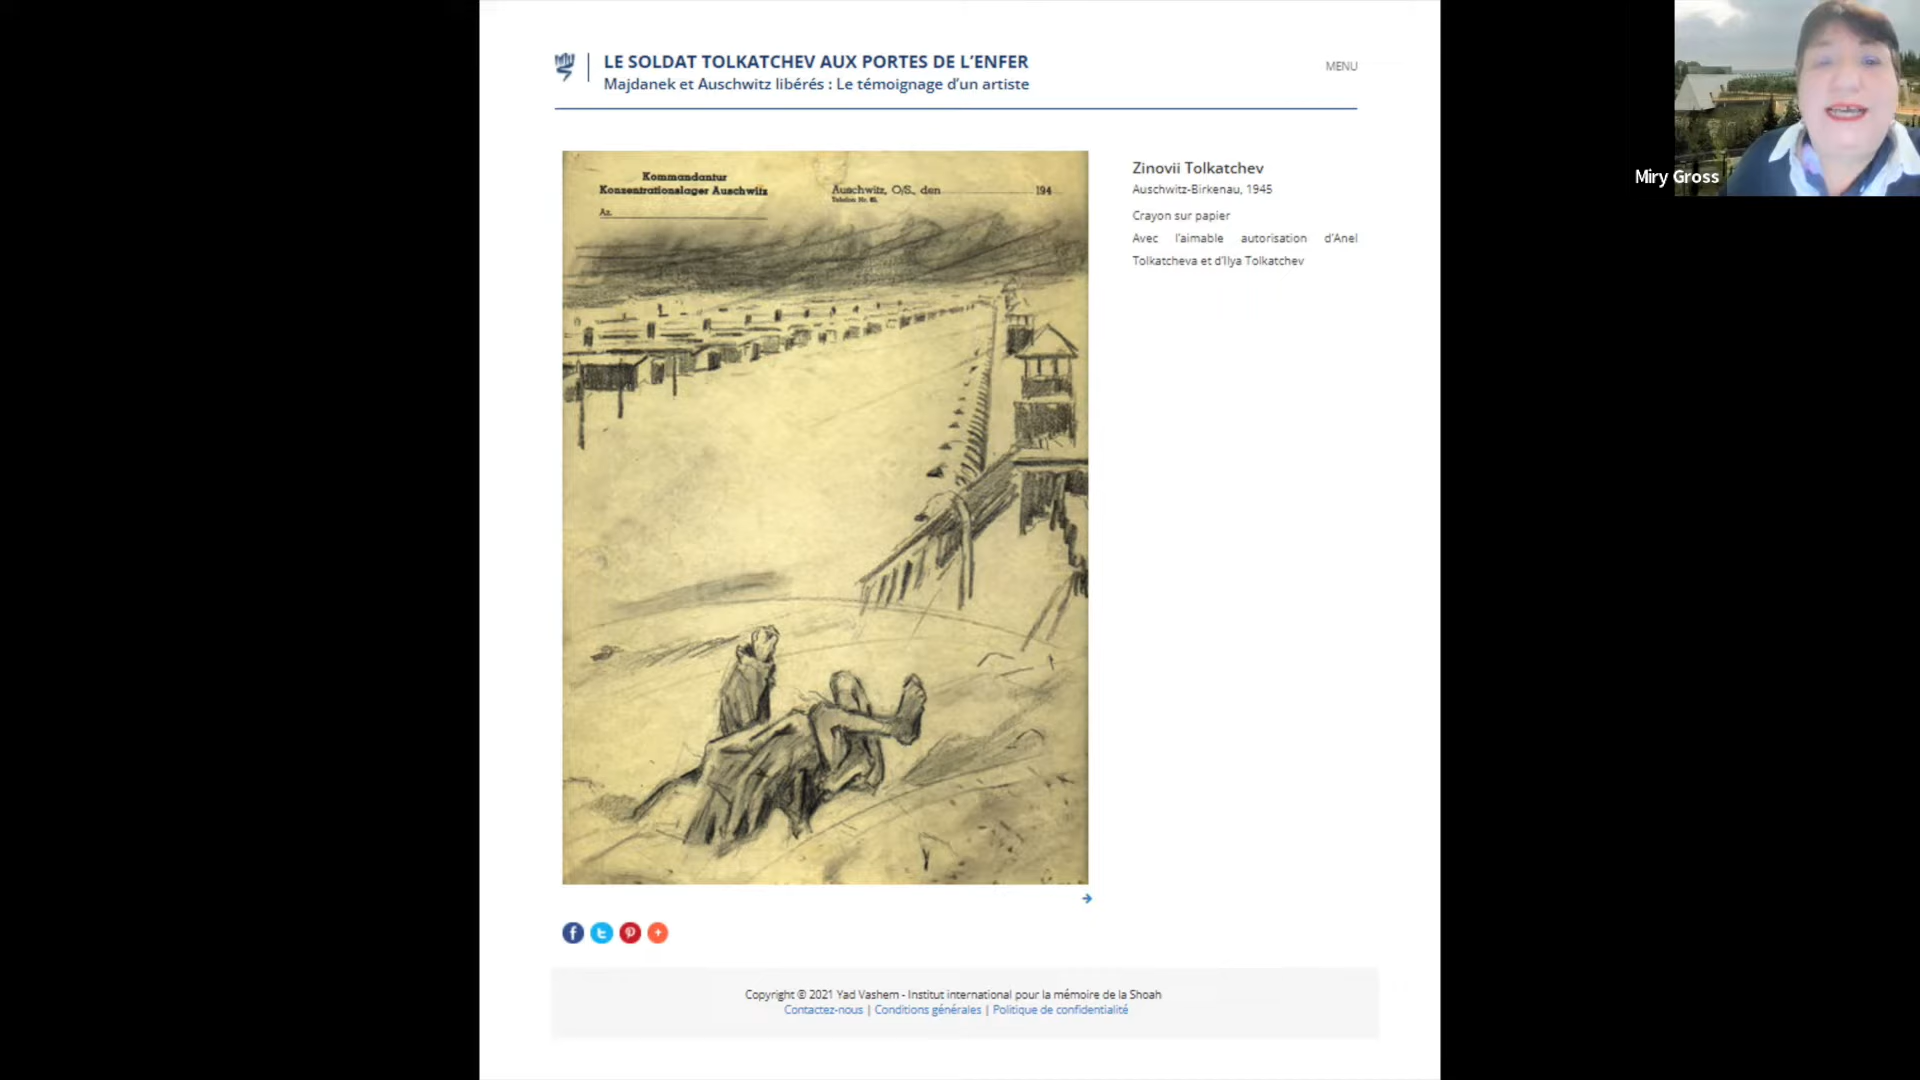 LE SOLDAT TOLKATCHEV AUX PORTES DE L'ENFER
Majdanek et Auschwitz libérés : Le témoignage d'un artiste
MENU
Miry Gross
Kommandantur
Konzentrationslager Auschwitz
Az.
Auschwitz, O/S., den 194
Telefon Nr. 85.
Zinovii Tolkatchev
Auschwitz-Birkenau, 1945
Crayon sur papier
Avec l'aimable autorisation d'Anel
Tolkatcheva et d'Ilya Tolkatchev
Copyright © 2021 Yad Vashem - Institut international pour la mémoire de la Shoah
Contactez-nous | Conditions générales | Politique de confidentialité